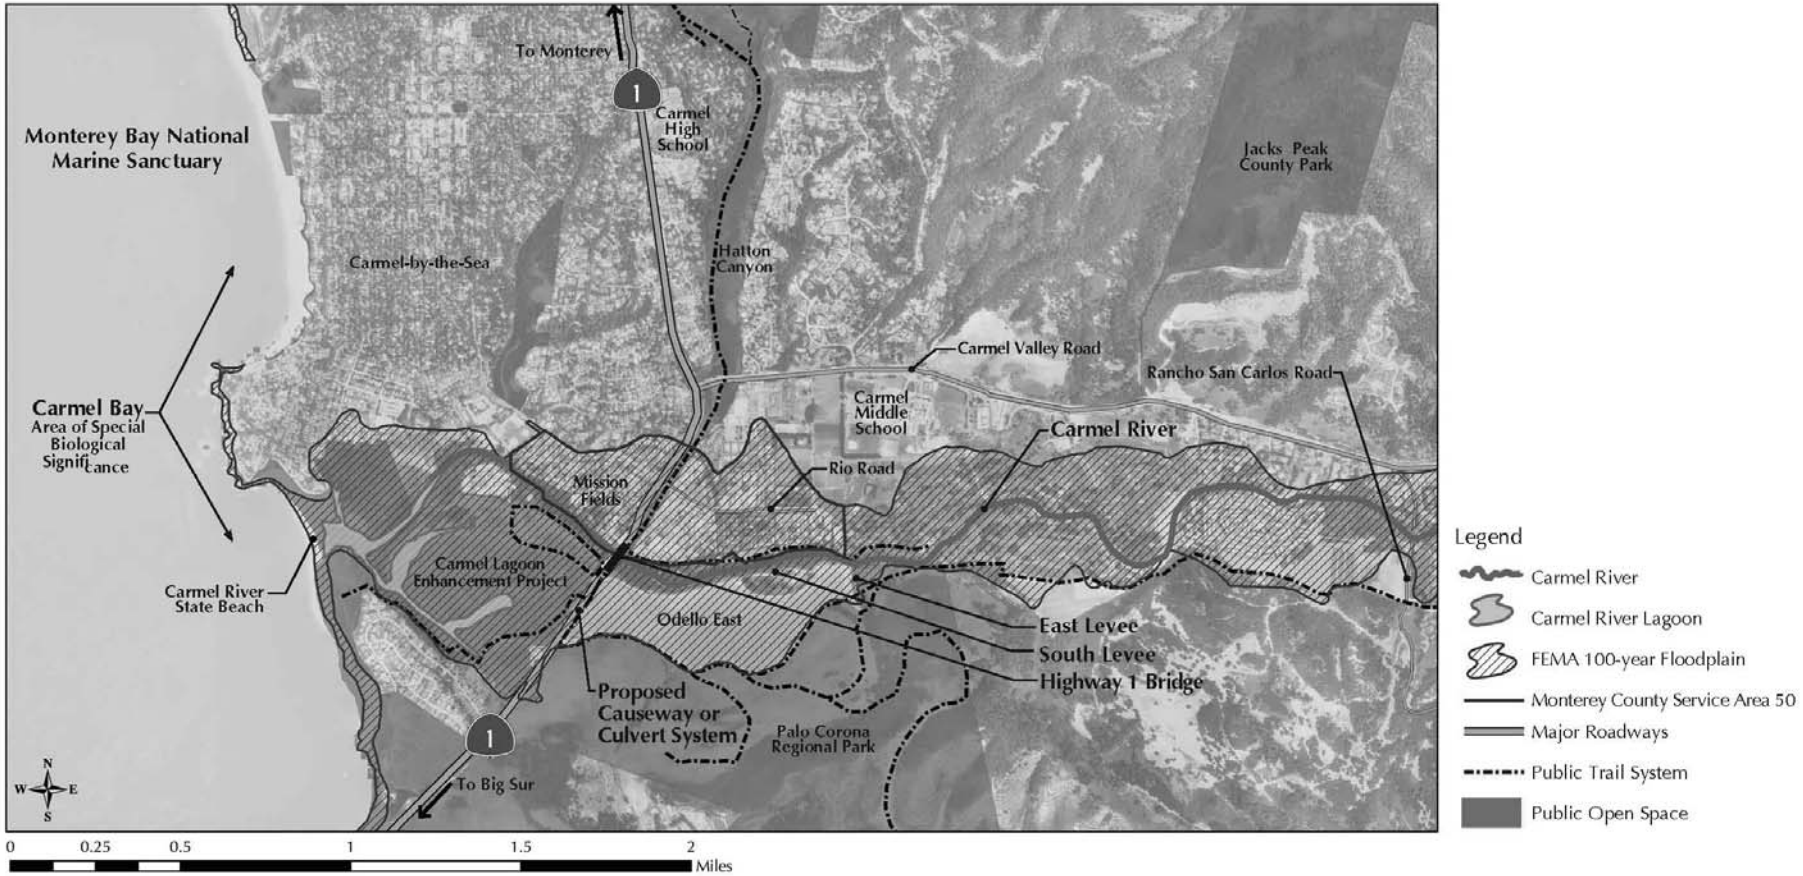 To Monterey
1
Carmel
High
School
Monterey Bay National
Marine Sanctuary
Jacks Peak
County Park
Hatton
Canyon
Carmel-by-the-Sea
Carmel Valley Road
Rancho San Carlos Road
Carmel Bay
Area of Special
Biological
Significance
Carmel
Middle
School
Carmel River
Rio Road
Mission
Fields
Carmel Lagoon
Enhancement Project
Carmel River
State Beach
Odello East
East Levee
South Levee
Highway 1 Bridge
Proposed
Causeway or
Culvert System
Palo Corona
Regional Park
1
To Big Sur
N
W E
S
0 0.25 0.5 1 1.5 2
Miles
Legend
Carmel River
Carmel River Lagoon
FEMA 100-year Floodplain
Monterey County Service Area 50
Major Roadways
Public Trail System
Public Open Space